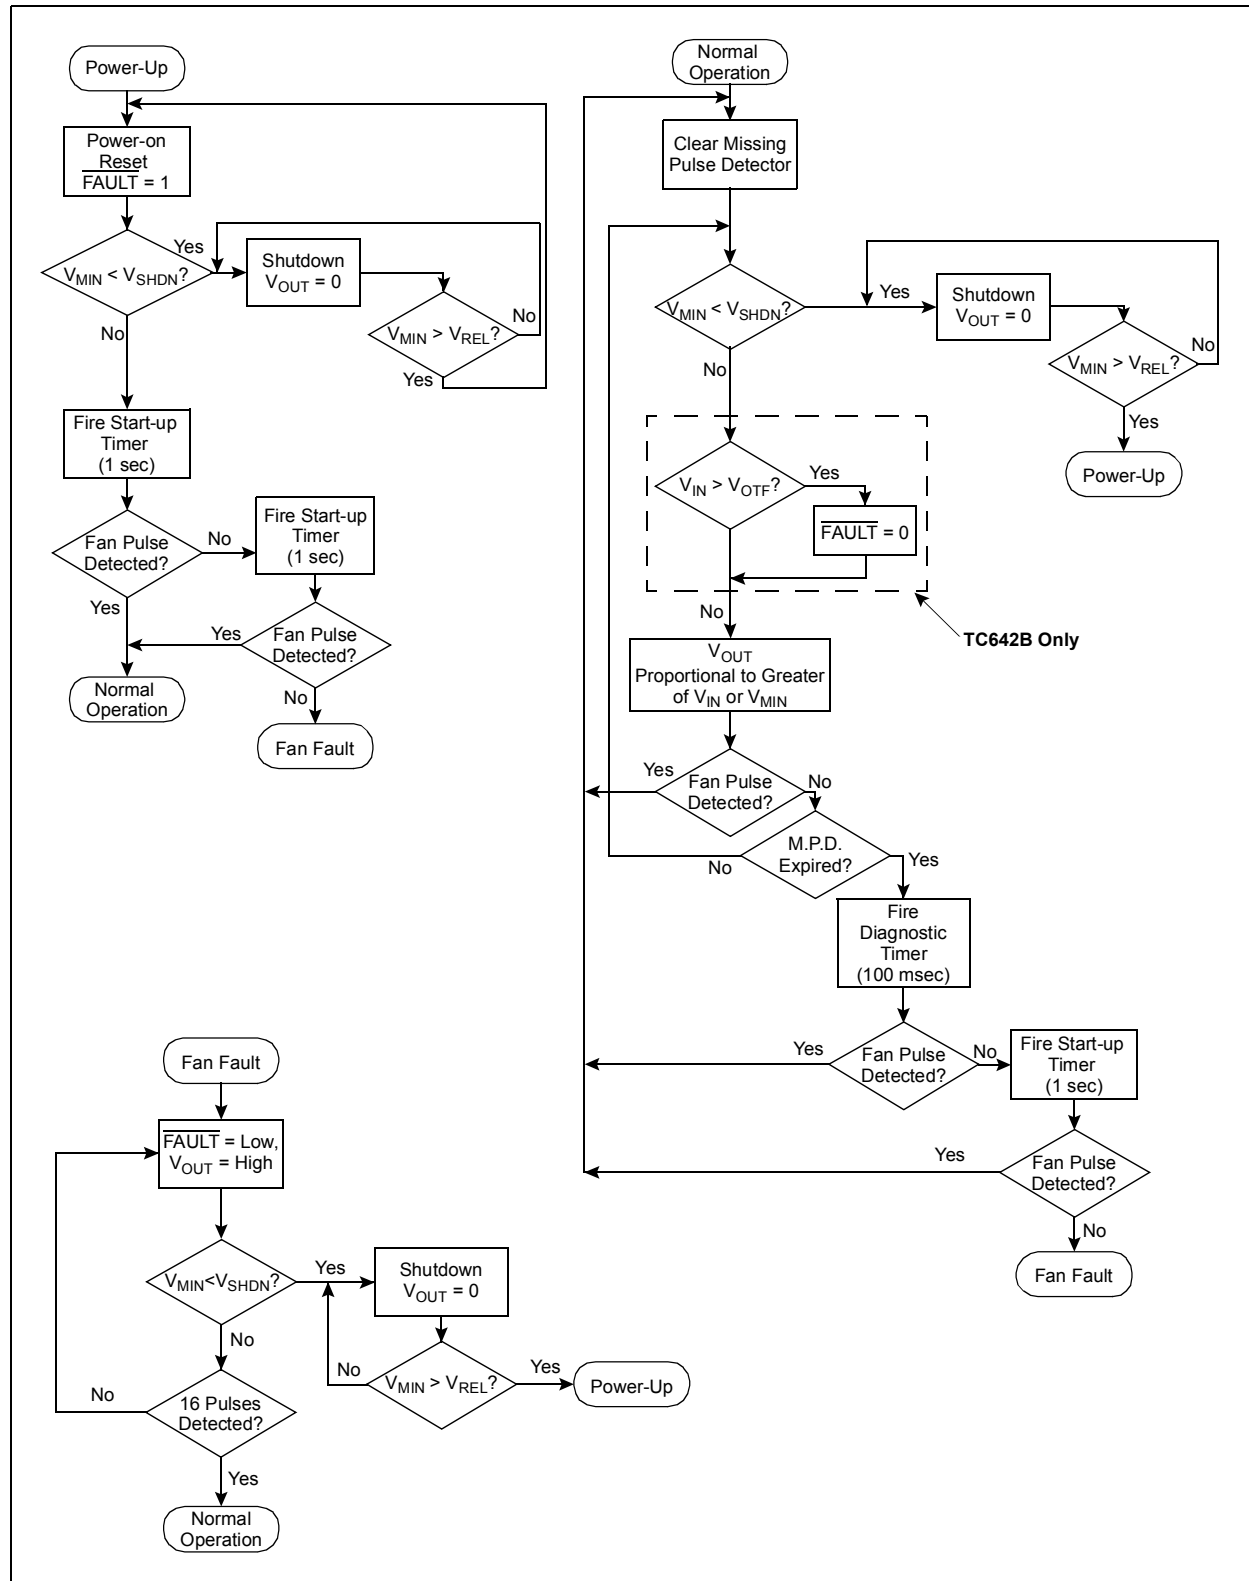 Power-Up
Power-on
Reset
FAULT = 1
Yes
VMIN < VSHDN?
Shutdown
VOUT = 0
No
VMIN > VREL?
No
Yes
Fire Start-up
Timer
(1 sec)
Fan Pulse
Detected?
No
Fire Start-up
Timer
(1 sec)
Yes
Yes
Fan Pulse
Detected?
Normal
Operation
No
Fan Fault
Normal
Operation
Clear Missing
Pulse Detector
VMIN < VSHDN?
Yes
Shutdown
VOUT = 0
No
VMIN > VREL?
No
Yes
Power-Up
VIN > VOTF?
Yes
FAULT = 0
No
TC642B Only
VOUT
Proportional to Greater
of VIN or VMIN
Yes
Fan Pulse
Detected?
No
M.P.D.
Expired?
No
Yes
Fire
Diagnostic
Timer
(100 msec)
Yes
Fan Pulse
Detected?
No
Fire Start-up
Timer
(1 sec)
Yes
Fan Pulse
Detected?
No
Fan Fault
Fan Fault
FAULT = Low,
VOUT = High
VMIN<VSHDN?
Yes
Shutdown
VOUT = 0
No
No
VMIN > VREL?
Yes
Power-Up
No
16 Pulses
Detected?
Yes
Normal
Operation